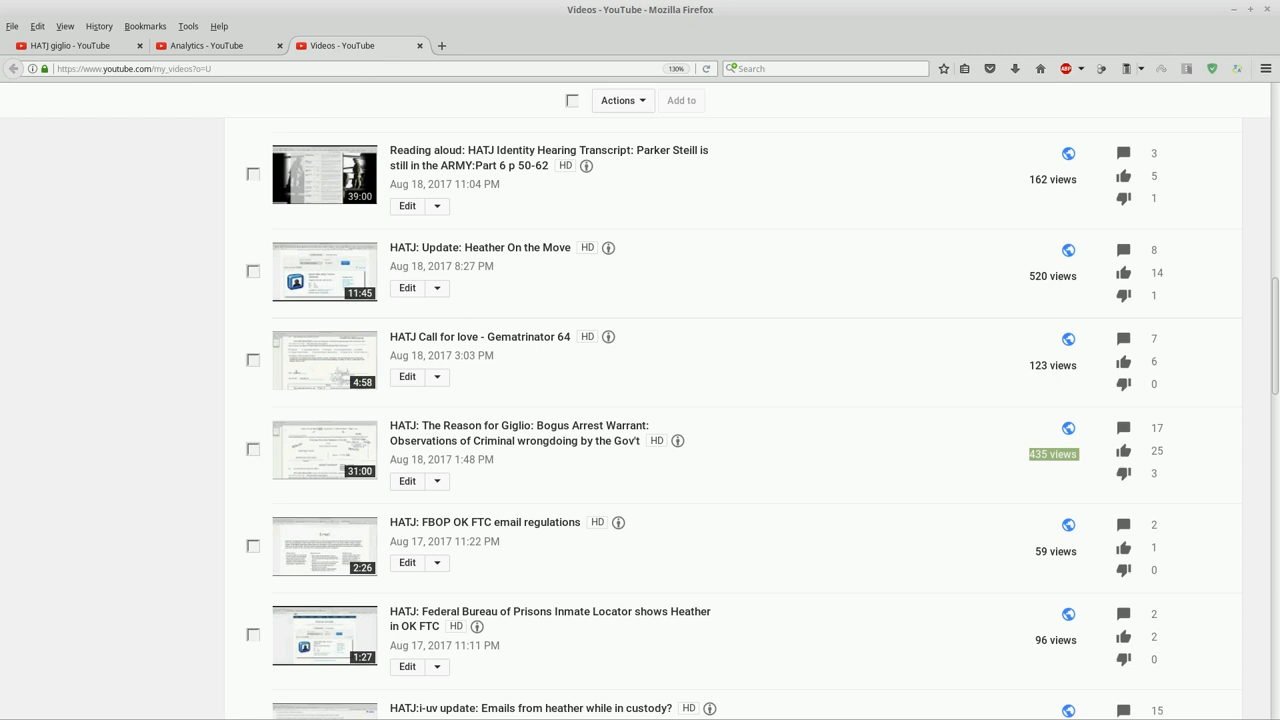 Videos - YouTube - Mozilla Firefox
File Edit View History Bookmarks Tools Help
HATJ giglio - YouTube
Analytics - YouTube
Videos - YouTube
https://www.youtube.com/my_videos?o=U
130%
Search
ABP
Actions
Add to
Reading aloud: HATJ Identity Hearing Transcript: Parker Steill is
still in the ARMY:Part 6 p 50-62 HD
Aug 18, 2017 11:04 PM
Edit
39:00
162 views
3
5
1
HATJ: Update: Heather On the Move HD
Aug 18, 2017 8:27 PM
Edit
11:45
520 views
8
14
1
HATJ Call for love - Gematrinator 64 HD
Aug 18, 2017 3:03 PM
Edit
4:58
123 views
7
6
0
HATJ: The Reason for Giglio: Bogus Arrest Warrant:
Observations of Criminal wrongdoing by the Gov't HD
Aug 18, 2017 1:48 PM
Edit
31:00
435 views
17
25
3
HATJ: FBOP OK FTC email regulations HD
Aug 17, 2017 11:22 PM
Edit
2:26
59 views
2
1
0
HATJ: Federal Bureau of Prisons Inmate Locator shows Heather
in OK FTC HD
Aug 17, 2017 11:11 PM
Edit
1:27
96 views
2
2
0
HATJ:i-uv update: Emails from heather while in custody? HD
15